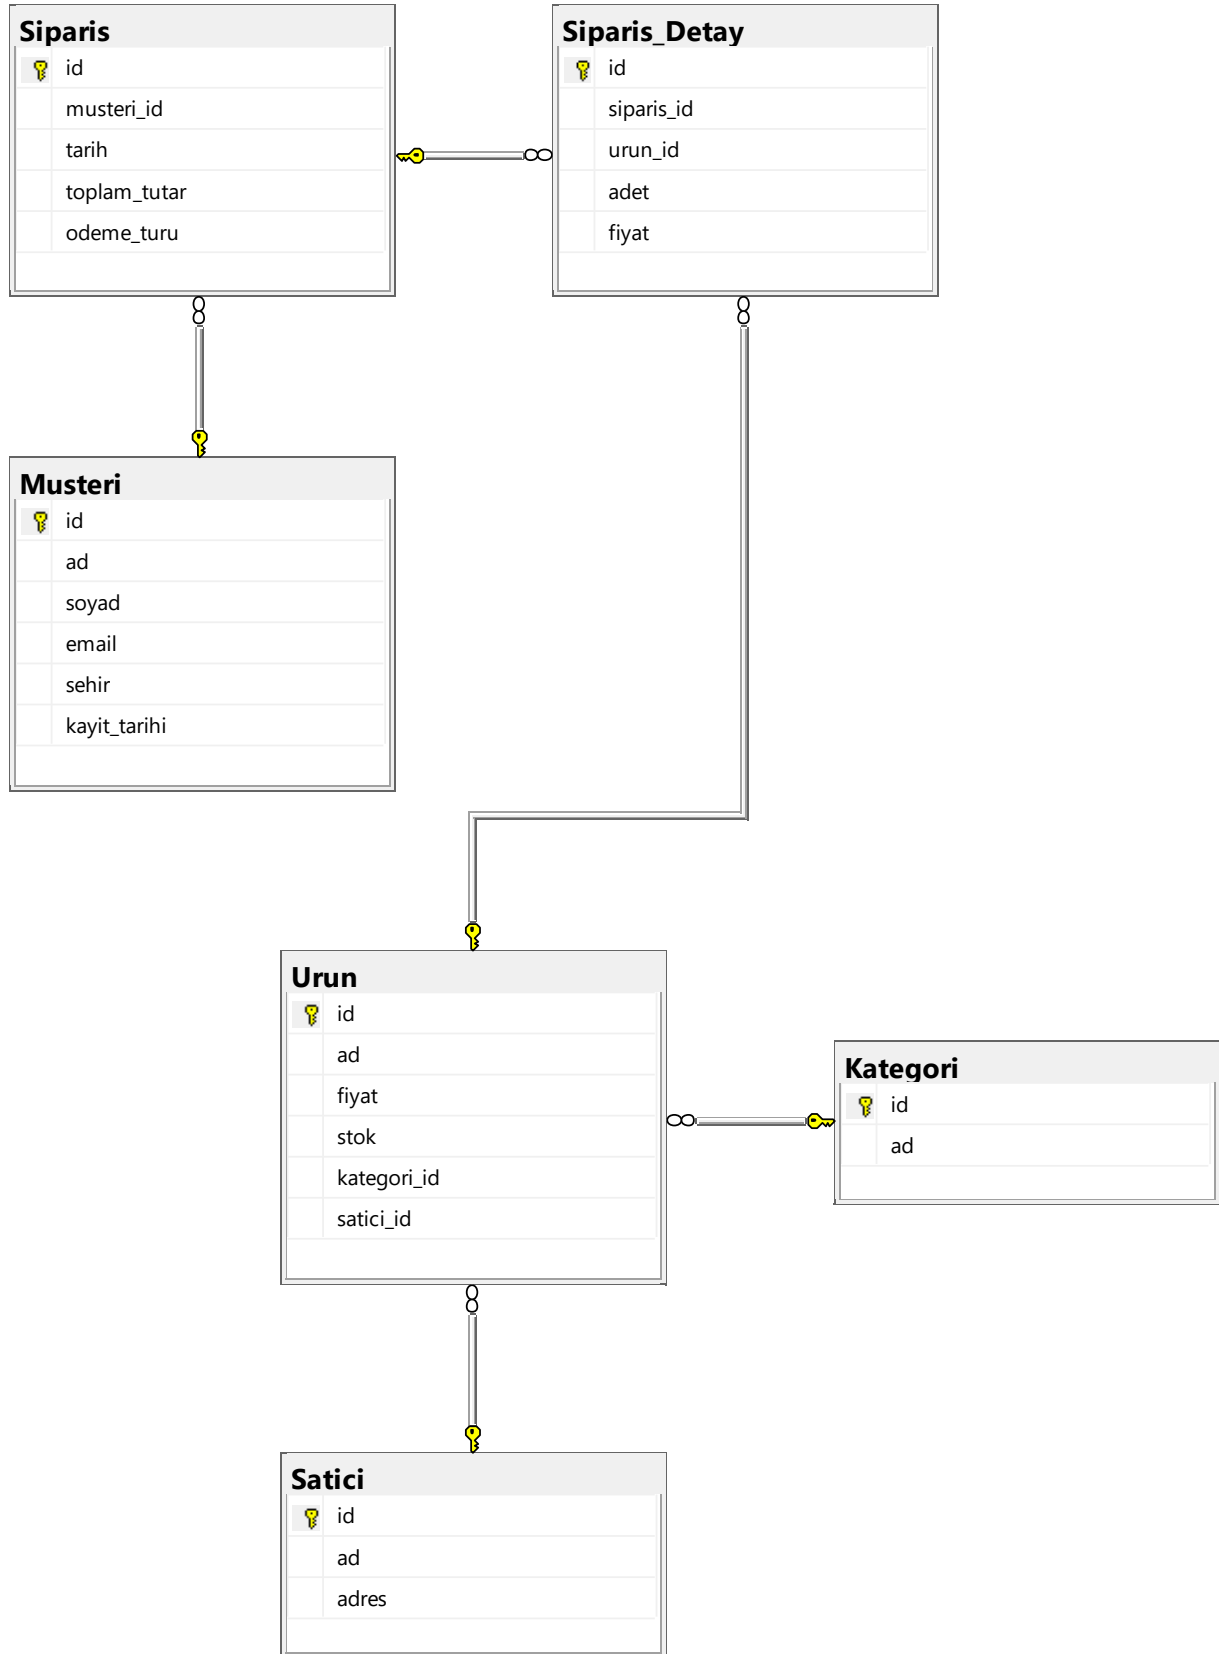 Siparis
id
musteri_id
tarih
toplam_tutar
odeme_turu
Siparis_Detay
id
siparis_id
urun_id
adet
fiyat
Musteri
id
ad
soyad
email
sehir
kayit_tarihi
Urun
id
ad
fiyat
stok
kategori_id
satici_id
Kategori
id
ad
Satici
id
ad
adres